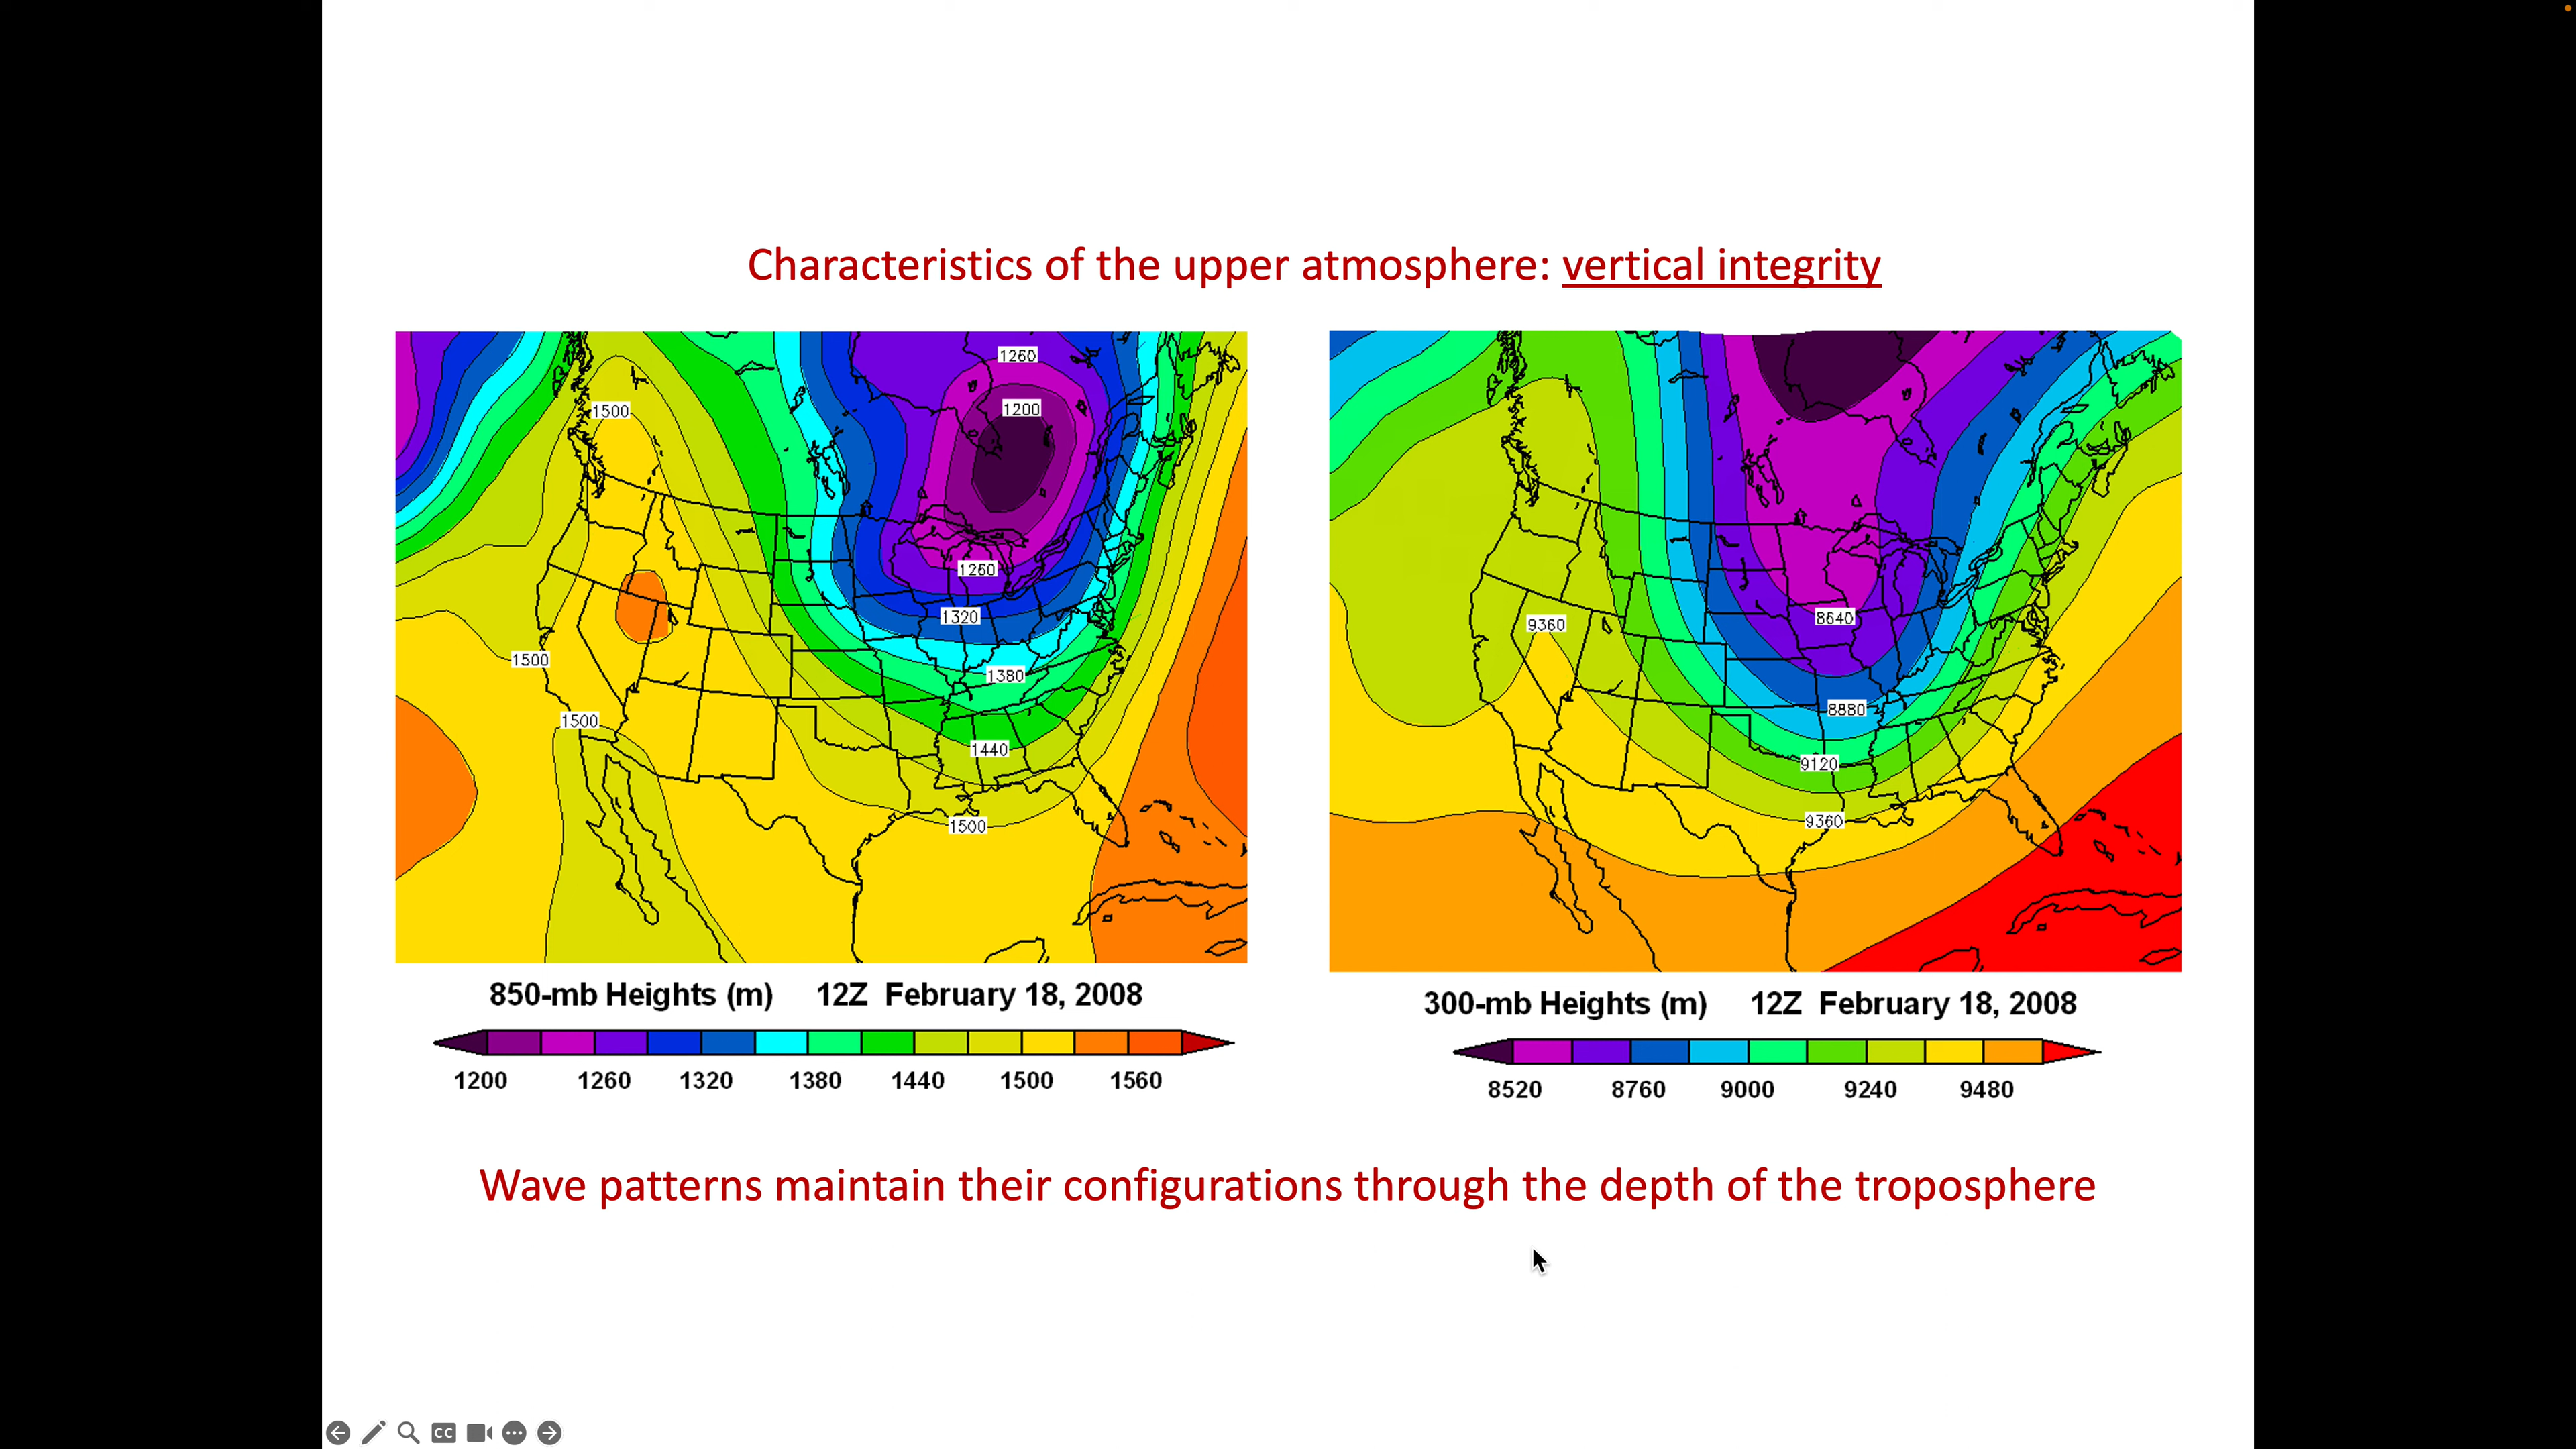 Characteristics of the upper atmosphere: vertical integrity
1260
1200
1500
1260
1320
1500
1380
1500
1440
1500
850-mb Heights (m) 12Z February 18, 2008
1200 1260 1320 1380 1440 1500 1560
8640
9360
8880
9120
9360
300-mb Heights (m) 12Z February 18, 2008
8520 8760 9000 9240 9480
Wave patterns maintain their configurations through the depth of the troposphere
CC